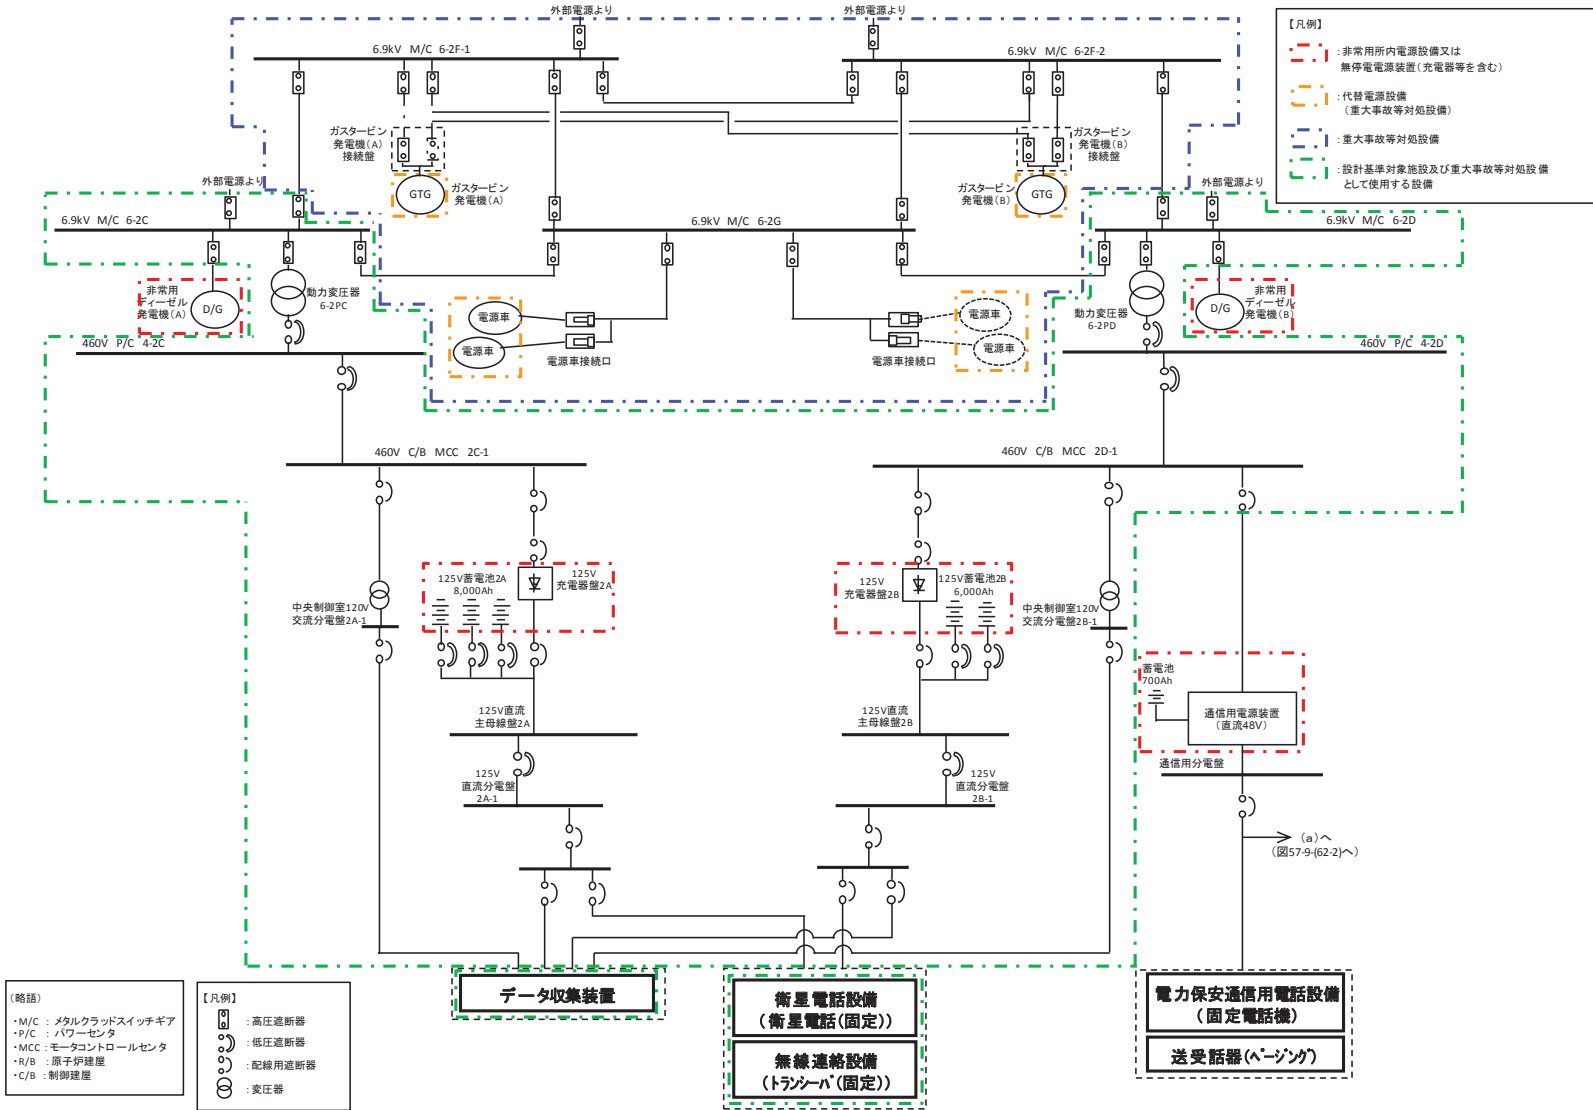 外部電源より
外部電源より
6.9kV M/C 6-2F-1
6.9kV M/C 6-2F-2
【凡例】
:非常用所内電源設備又は
無停電電源装置(充電器等を含む)
:代替電源設備
(重大事故等対処設備)
:重大事故等対処設備
:設計基準対象施設及び重大事故等対処設備
として使用する設備
ガスタービン
発電機(A)
接続盤
ガスタービン
発電機(B)
接続盤
GTG
ガスタービン
発電機(A)
ガスタービン
発電機(B)
GTG
外部電源より
外部電源より
6.9kV M/C 6-2C
6.9kV M/C 6-2G
6.9kV M/C 6-2D
非常用
ディーゼル
発電機(A)
D/G
動力変圧器
6-2PC
電源車
電源車
電源車接続口
電源車
電源車
電源車接続口
動力変圧器
6-2PD
D/G
非常用
ディーゼル
発電機(B)
460V P/C 4-2C
460V P/C 4-2D
460V C/B MCC 2C-1
460V C/B MCC 2D-1
125V蓄電池2A
8,000Ah
125V
充電器盤2A
125V
充電器盤2B
125V蓄電池2B
6,000Ah
中央制御室120V
交流分電盤2A-1
中央制御室120V
交流分電盤2B-1
蓄電池
700Ah
通信用電源装置
(直流48V)
125V直流
主母線盤2A
125V直流
主母線盤2B
通信用分電盤
125V
直流分電盤
2A-1
125V
直流分電盤
2B-1
(a)へ
(図57-9-(62-2)へ)
データ収集装置
衛星電話設備
(衛星電話(固定))
無線連絡設備
(トランシーバ(固定))
電力保安通信用電話設備
(固定電話機)
送受話器(ページング)
(略語)
・M/C :メタルクラッドスイッチギア
・P/C :パワーセンタ
・MCC:モータコントロールセンタ
・R/B :原子炉建屋
・C/B :制御建屋
【凡例】
:高圧遮断器
:低圧遮断器
:配線用遮断器
:変圧器